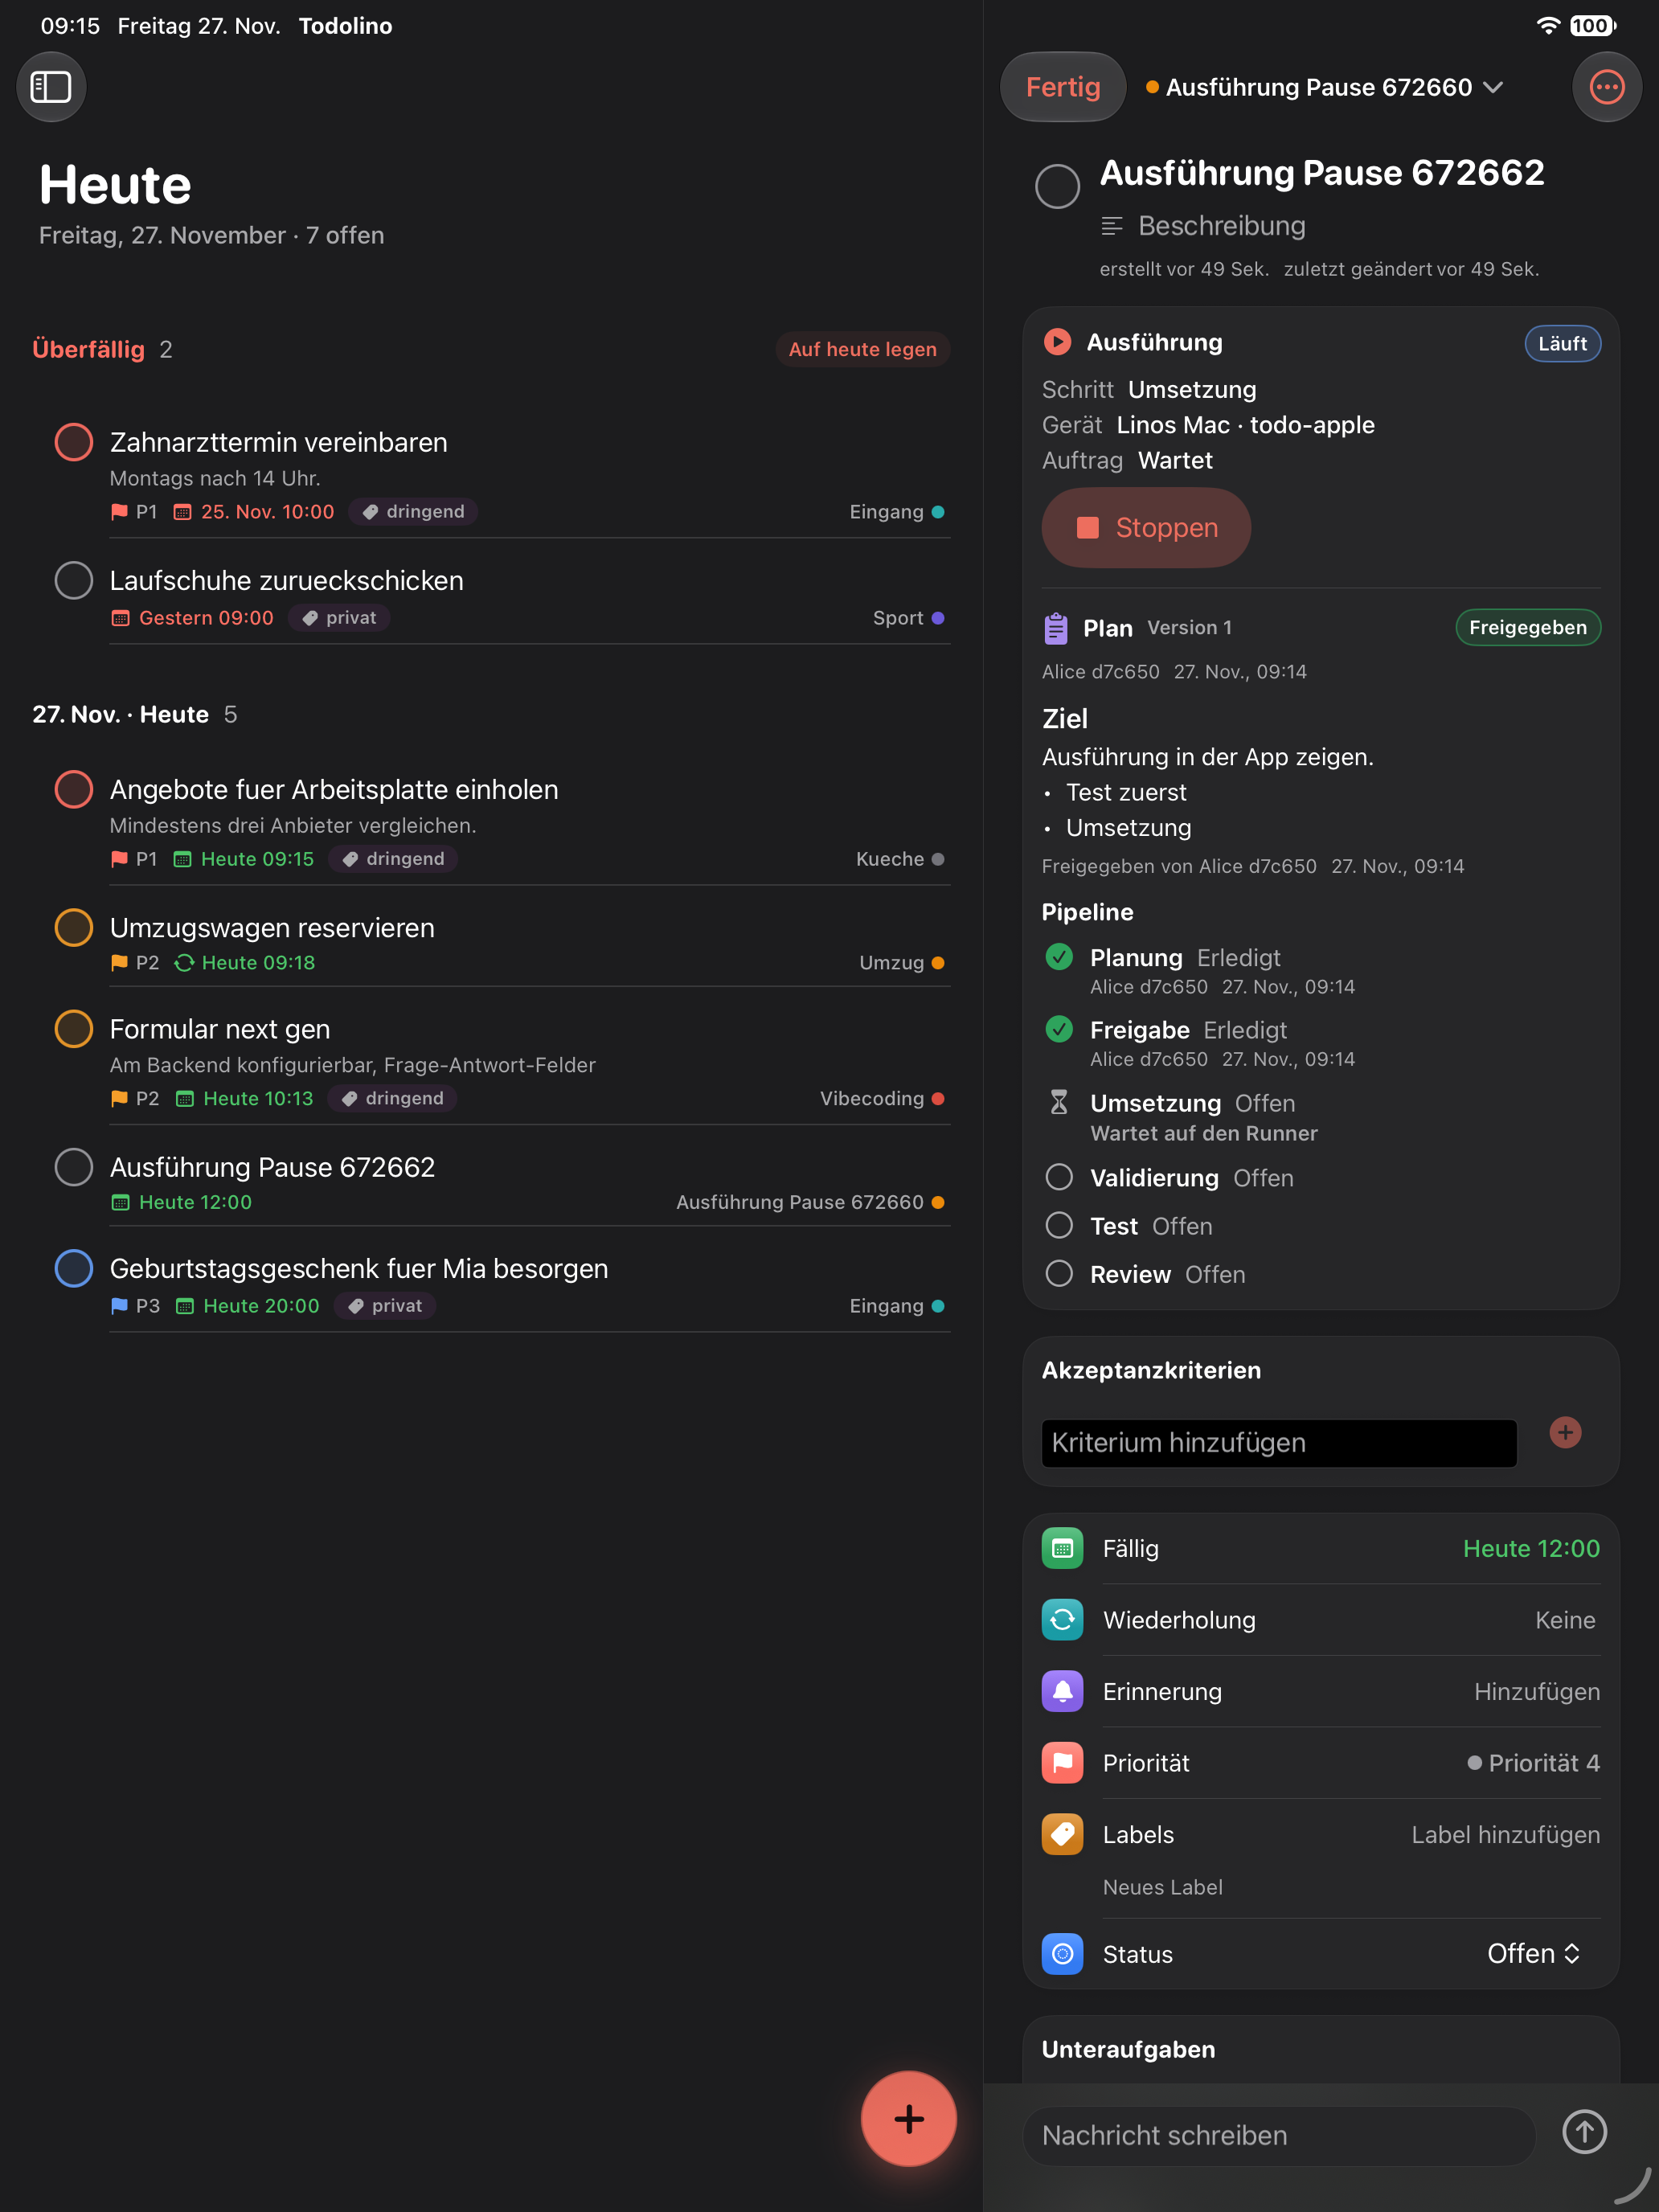 09:15 Freitag 27. Nov. Todolino
100
Heute
Freitag, 27. November · 7 offen
Überfällig 2
Auf heute legen
Zahnarzttermin vereinbaren
Montags nach 14 Uhr.
P1 25. Nov. 10:00 dringend Eingang
Laufschuhe zurueckschicken
Gestern 09:00 privat Sport
27. Nov. · Heute 5
Angebote fuer Arbeitsplatte einholen
Mindestens drei Anbieter vergleichen.
P1 Heute 09:15 dringend Kueche
Umzugswagen reservieren
P2 Heute 09:18 Umzug
Formular next gen
Am Backend konfigurierbar, Frage-Antwort-Felder
P2 Heute 10:13 dringend Vibecoding
Ausführung Pause 672662
Heute 12:00 Ausführung Pause 672660
Geburtstagsgeschenk fuer Mia besorgen
P3 Heute 20:00 privat Eingang
Fertig Ausführung Pause 672660
Ausführung Pause 672662
Beschreibung
erstellt vor 49 Sek. zuletzt geändert vor 49 Sek.
Ausführung Läuft
Schritt Umsetzung
Gerät Linos Mac · todo-apple
Auftrag Wartet
Stoppen
Plan Version 1 Freigegeben
Alice d7c650 27. Nov., 09:14
Ziel
Ausführung in der App zeigen.
• Test zuerst
• Umsetzung
Freigegeben von Alice d7c650 27. Nov., 09:14
Pipeline
Planung Erledigt
Alice d7c650 27. Nov., 09:14
Freigabe Erledigt
Alice d7c650 27. Nov., 09:14
Umsetzung Offen
Wartet auf den Runner
Validierung Offen
Test Offen
Review Offen
Akzeptanzkriterien
Kriterium hinzufügen
Fällig Heute 12:00
Wiederholung Keine
Erinnerung Hinzufügen
Priorität Priorität 4
Labels Label hinzufügen
Neues Label
Status Offen
Unteraufgaben
Nachricht schreiben